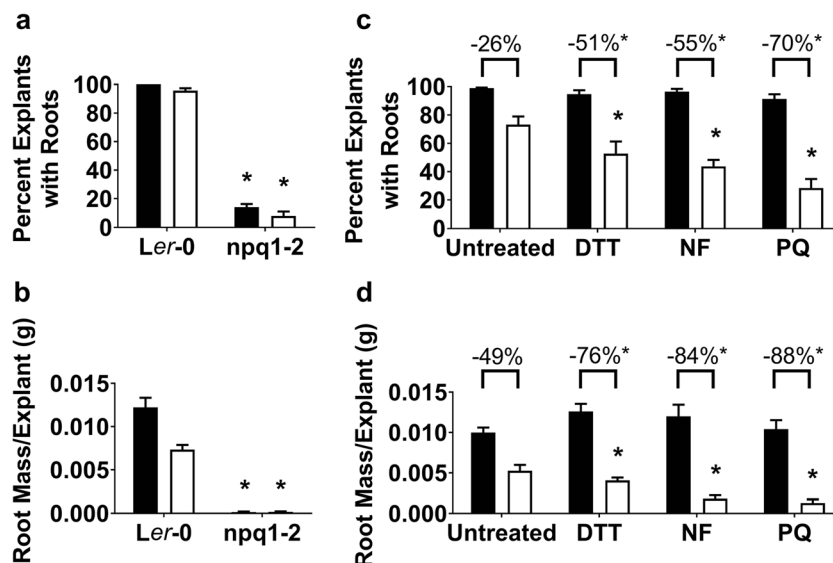 a
Percent Explants
with Roots
100
80
60
40
20
0
* *
Ler-0 npq1-2
c
-26% -51%* -55%* -70%*
Percent Explants
with Roots
100
80
60
40
20
0
* * *
Untreated DTT NF PQ
b
Root Mass/Explant (g)
0.015
0.010
0.005
0.000
* *
Ler-0 npq1-2
d
-49% -76%* -84%* -88%*
Root Mass/Explant (g)
0.015
0.010
0.005
0.000
* * *
Untreated DTT NF PQ